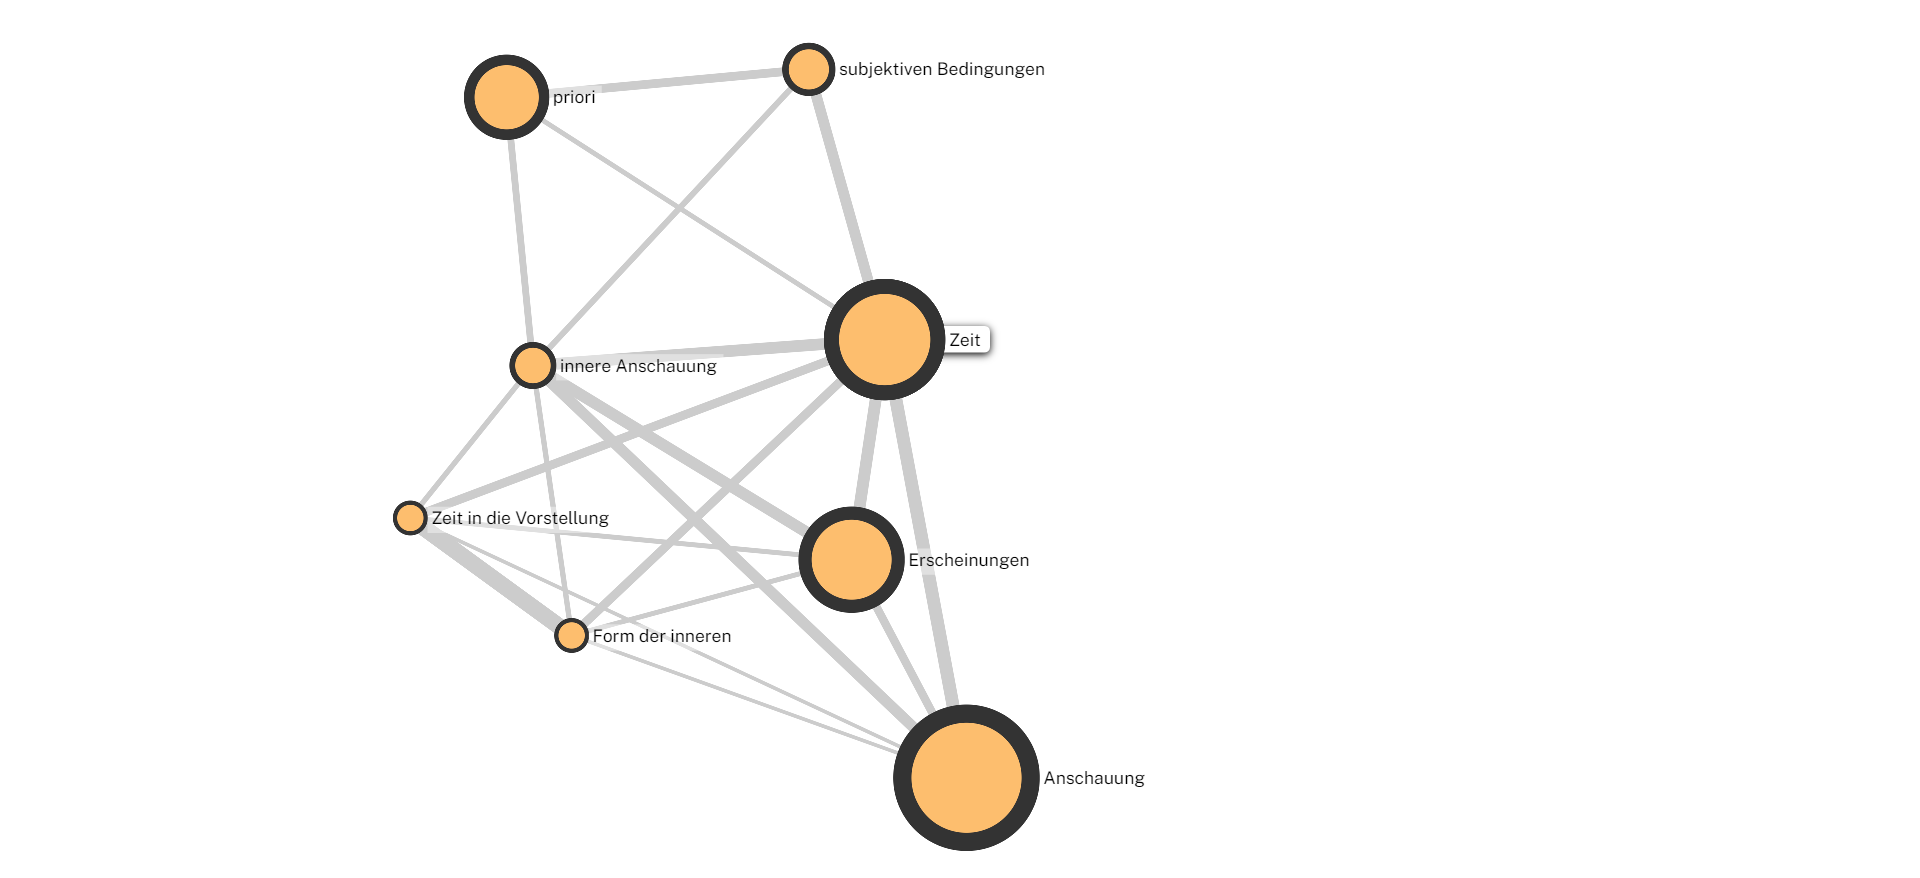 subjektiven Bedingungen
priori
Zeit
innere Anschauung
Zeit in die Vorstellung
Erscheinungen
Form der inneren
Anschauung